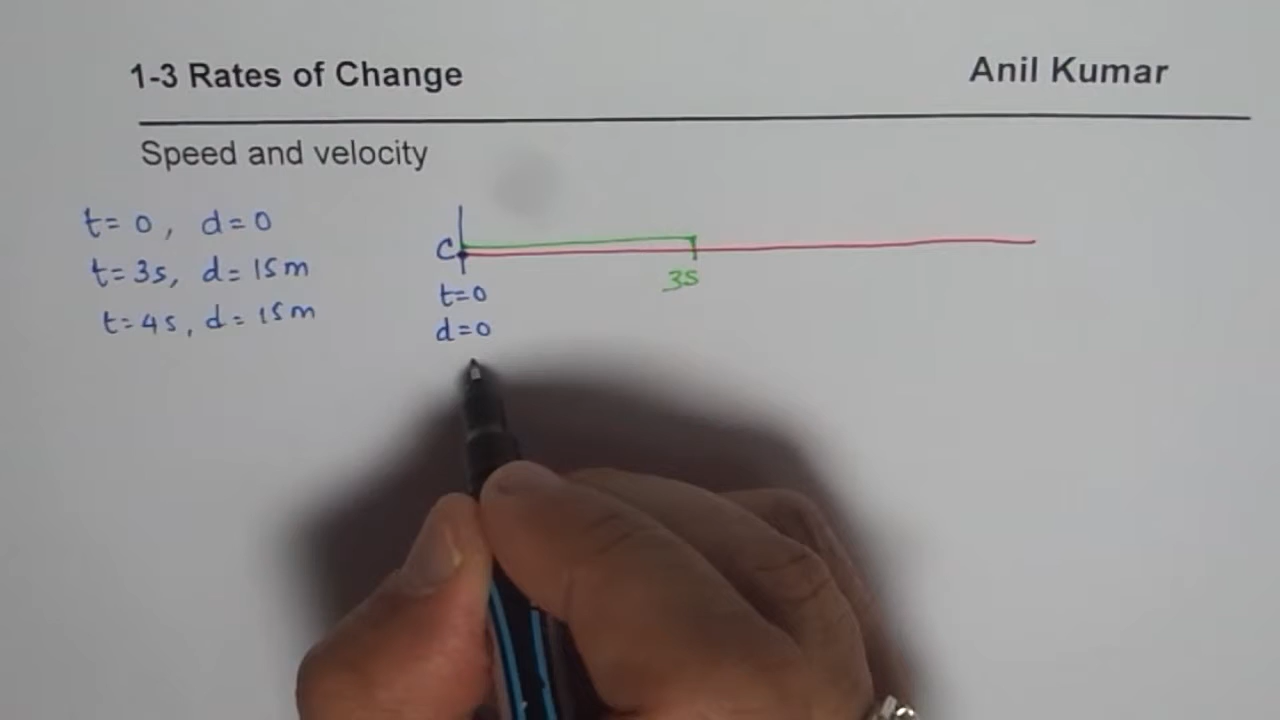 1-3 Rates of Change
Anil Kumar
Speed and velocity
t=0, d=0
t=3s, d=15m
t=4s, d=15m
C
t=0
d=0
3s